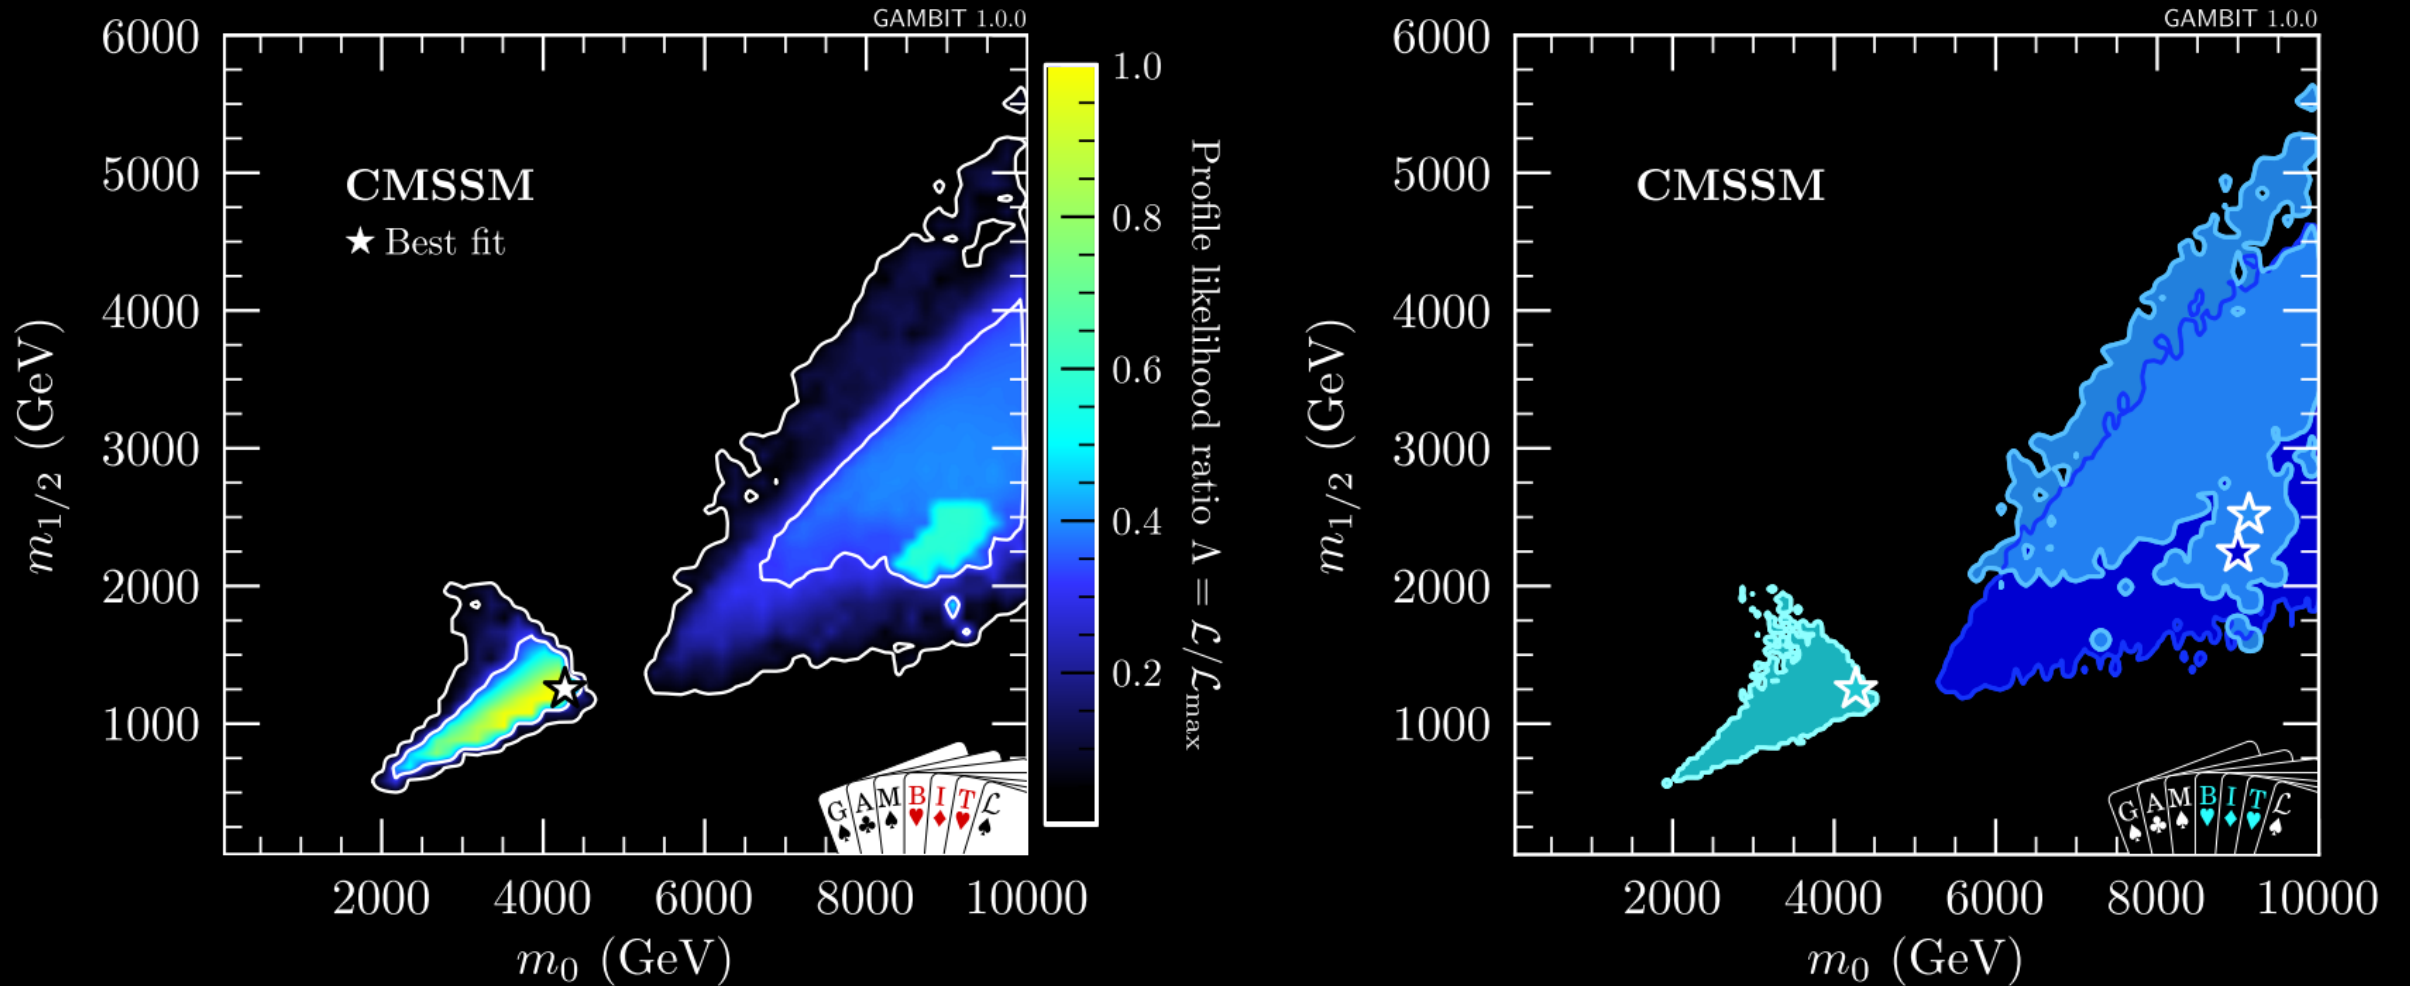 GAMBIT 1.0.0
6000
5000
4000
3000
2000
1000
m₁/₂ (GeV)
CMSSM
★ Best fit
2000 4000 6000 8000 10000
m₀ (GeV)
G A M B I T ℒ
1.0
0.8
0.6
0.4
0.2
Profile likelihood ratio Λ = ℒ/ℒmax
GAMBIT 1.0.0
6000
5000
4000
3000
2000
1000
m₁/₂ (GeV)
CMSSM
2000 4000 6000 8000 10000
m₀ (GeV)
G A M B I T ℒ